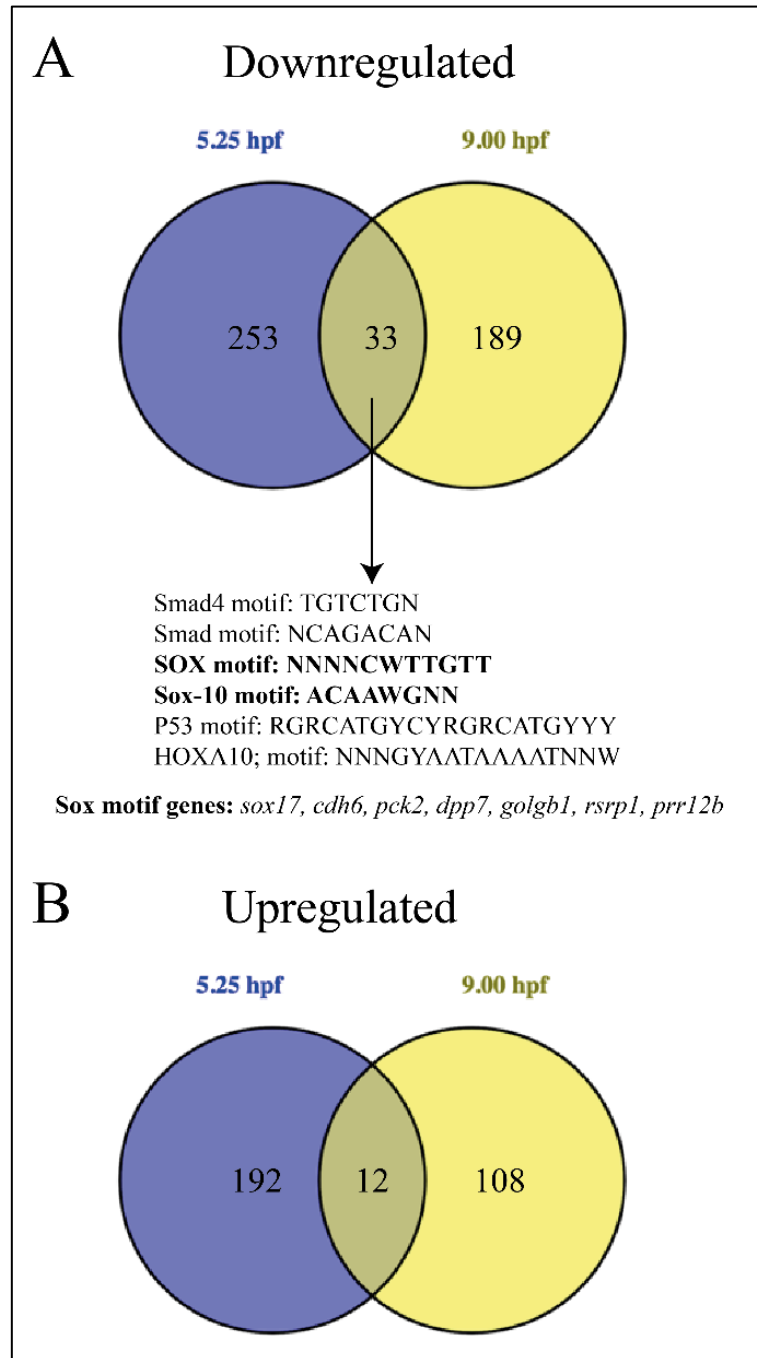 A Downregulated
5.25 hpf 9.00 hpf
253 33 189
Smad4 motif: TGTCTGN
Smad motif: NCAGACAN
SOX motif: NNNNCWTTGTT
Sox-10 motif: ACAAWGNN
P53 motif: RGRCATGYCYRGRCATGYYY
HOXΛ10; motif: NNNGYΛΛTΛΛΛΛTNNW
Sox motif genes: sox17, cdh6, pck2, dpp7, golgb1, rsrp1, prr12b
B Upregulated
5.25 hpf 9.00 hpf
192 12 108